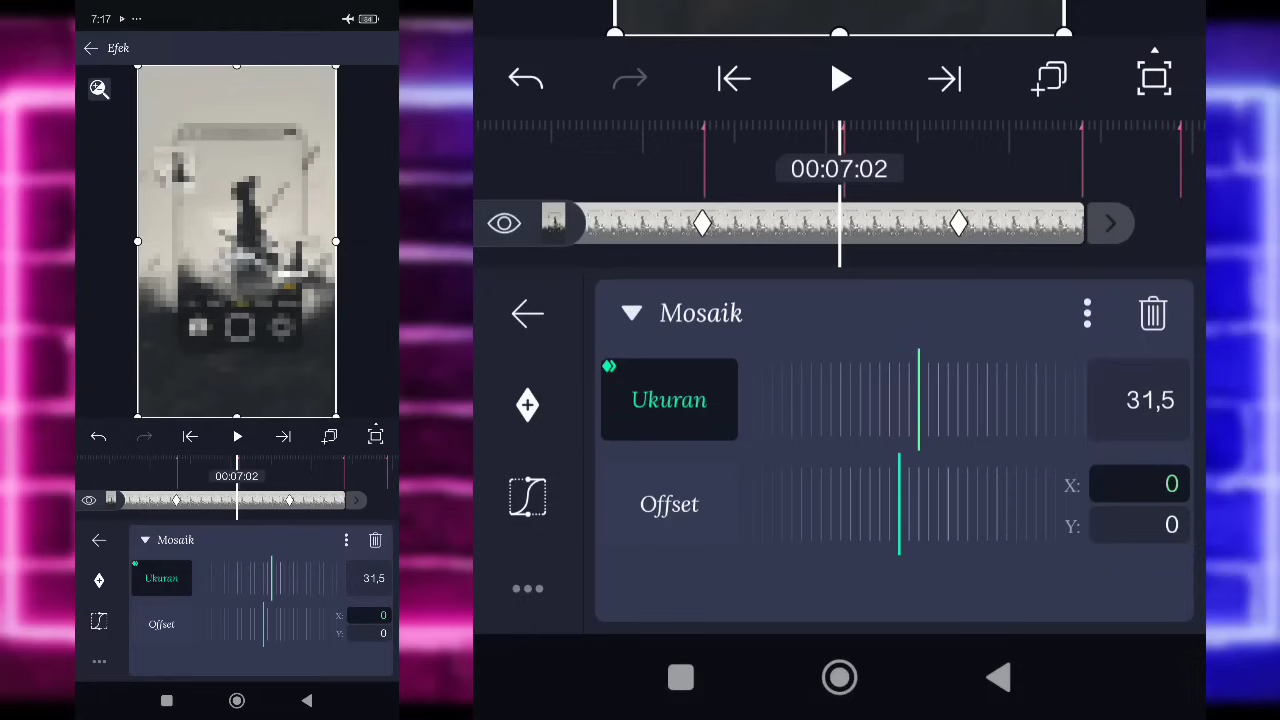 7:17
84
Efek
00:07:02
Mosaik
Ukuran
31,5
Offset
X: 0
Y: 0
00:07:02
Mosaik
Ukuran
31,5
Offset
X: 0
Y: 0